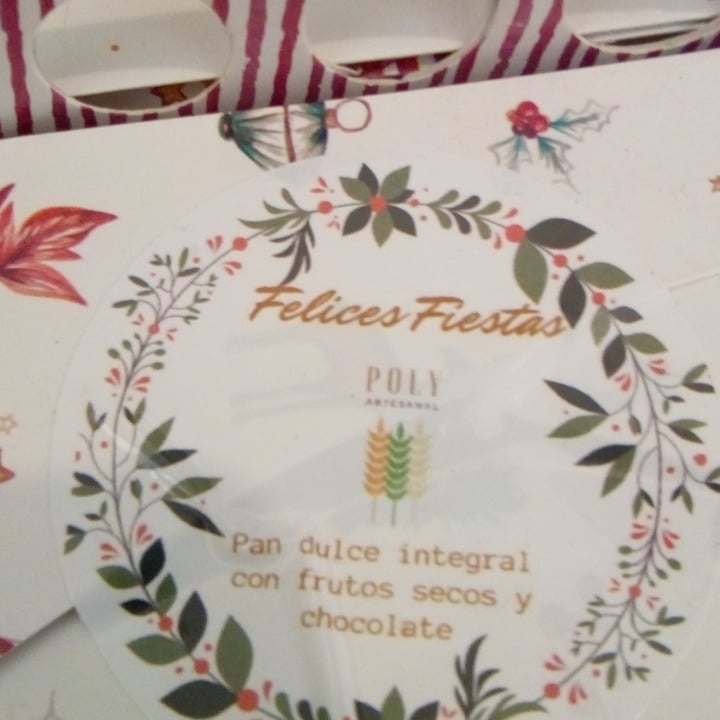 Felices Fiestas
POLY
ARTESANAL
Pan dulce integral
con frutos secos y
chocolate